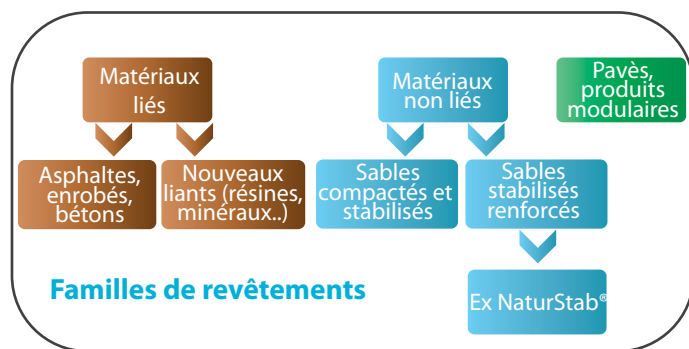 Matériaux
liés
Matériaux
non liés
Pavès,
produits
modulaires
Asphaltes,
enrobés,
bétons
Nouveaux
liants (résines,
minéraux..)
Sables
compactés et
stabilisés
Sables
stabilisés
renforcés
Familles de revêtements
Ex NaturStab®